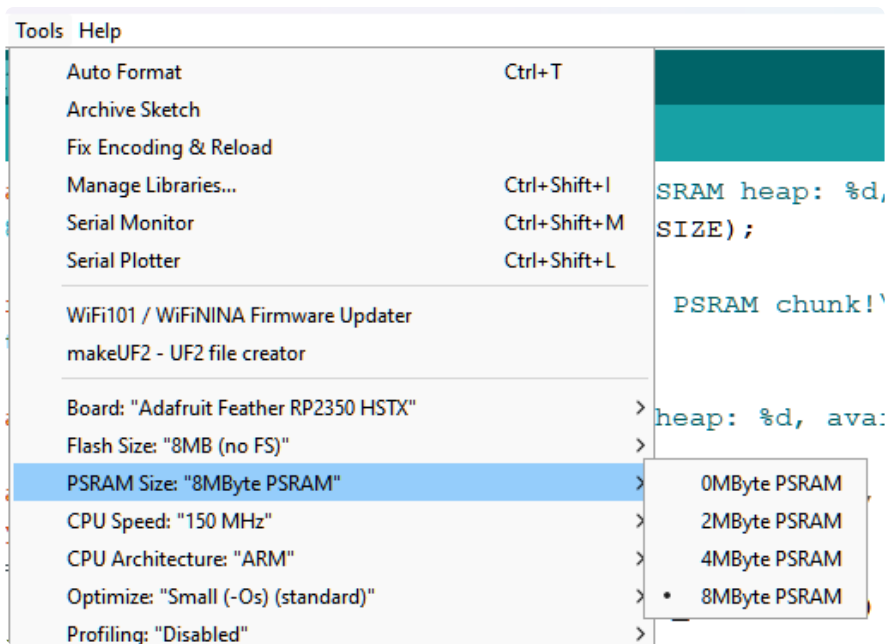 Tools Help
Auto Format Ctrl+T
Archive Sketch
Fix Encoding & Reload
Manage Libraries... Ctrl+Shift+I
SRAM heap: %d,
Serial Monitor Ctrl+Shift+M
SIZE);
Serial Plotter Ctrl+Shift+L
WiFi101 / WiFiNINA Firmware Updater
PSRAM chunk!\
makeUF2 - UF2 file creator
Board: "Adafruit Feather RP2350 HSTX"
heap: %d, avai
Flash Size: "8MB (no FS)"
PSRAM Size: "8MByte PSRAM"
0MByte PSRAM
CPU Speed: "150 MHz"
2MByte PSRAM
CPU Architecture: "ARM"
4MByte PSRAM
Optimize: "Small (-Os) (standard)"
• 8MByte PSRAM
Profiling: "Disabled"